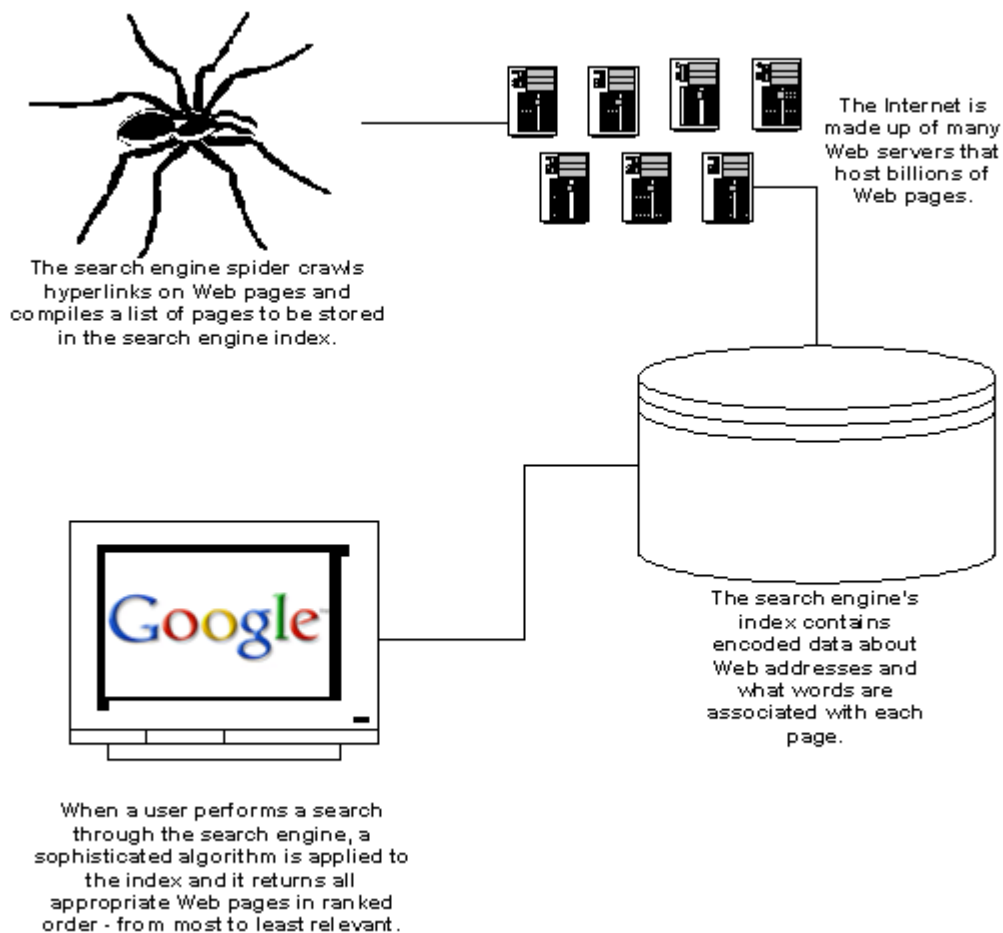 The Internet is
made up of many
Web servers that
host billions of
Web pages.
The search engine spider crawls
hyperlinks on Web pages and
compiles a list of pages to be stored
in the search engine index.
The search engine's
index contains
encoded data about
Web addresses and
what words are
associated with each
page.
Google
When a user performs a search
through the search engine, a
sophisticated algorithm is applied to
the index and it returns all
appropriate Web pages in ranked
order - from most to least relevant.